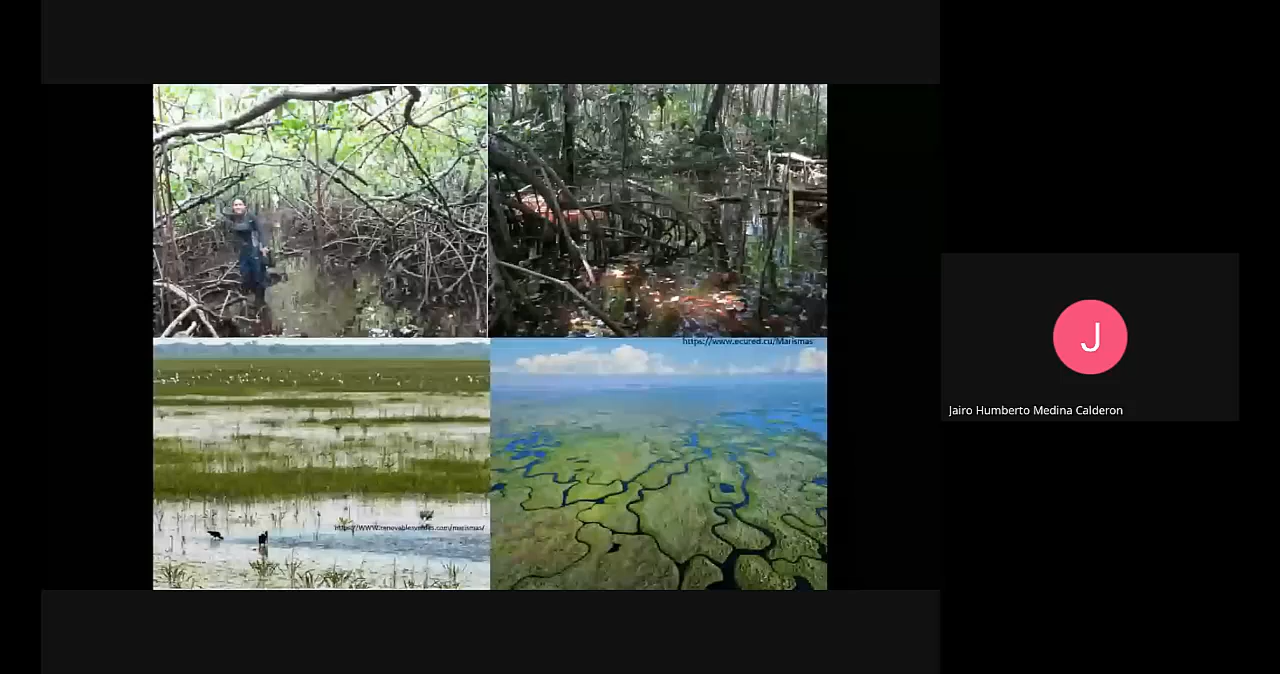 https://www.ecured.cu/Marismas
https://WWW.renovablesverdes.com/marismas/
J
Jairo Humberto Medina Calderon